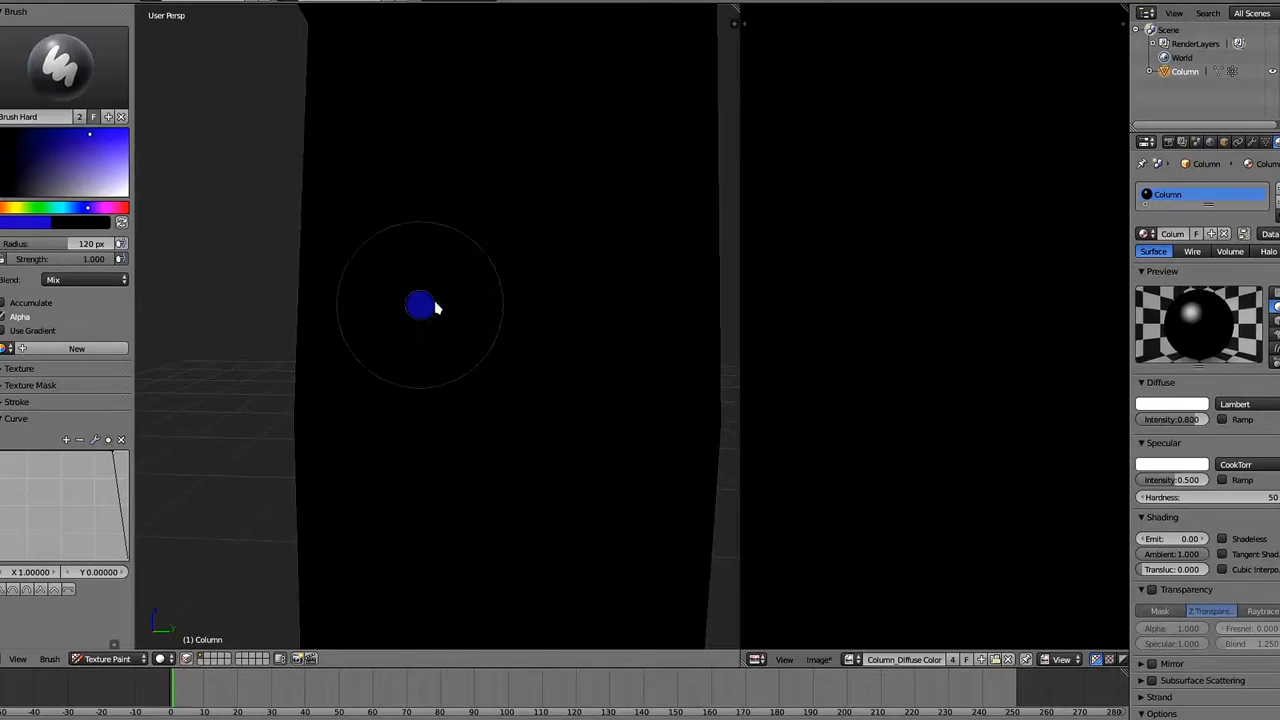 Brush
User Persp
View Search All Scenes
Scene
RenderLayers
World
Column
Brush Hard 2 F
Column
Column
Radius: 120 px
Colum F Data
Strength: 1.000
Surface Wire Volume Halo
Blend: Mix
Preview
Accumulate
Alpha
Use Gradient
New
Texture
Texture Mask
Diffuse
Stroke
Lambert
Curve
Intensity:0.800 Ramp
Specular
CookTorr
Intensity:0.500 Ramp
Hardness: 50
Shading
Emit: 0.00 Shadeless
Ambient: 1.000 Tangent Shad.
X 1.00000 Y 0.00000
Transluc: 0.000 Cubic Interpo.
Transparency
Mask Z Transpare.. Raytrace
Alpha: 1.000 Fresnel: 0.000
(1) Column
Specular:1.000 Blend: 1.250
View Brush Texture Paint View Image* Column_Diffuse Color 4 F View
Mirror
Subsurface Scattering
Strand
Options
-50 -40 -30 -20 -10 0 10 20 30 40 50 60 70 80 90 100 110 120 130 140 150 160 170 180 190 200 210 220 230 240 250 260 270 280